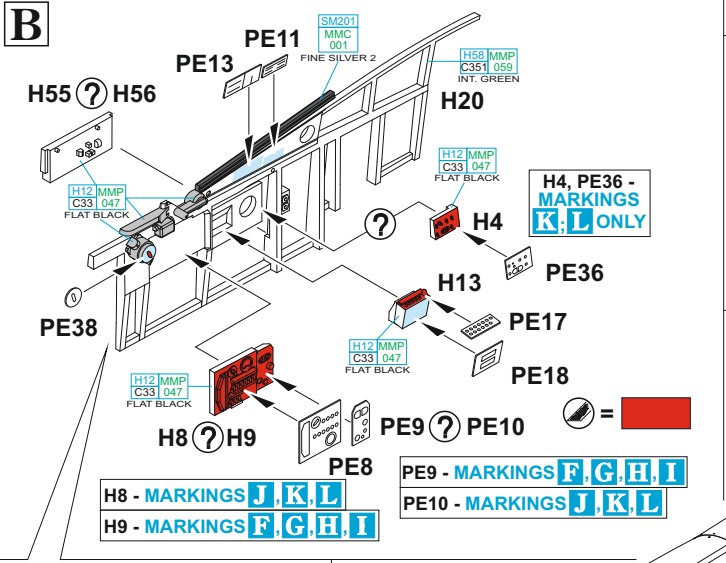 B
PE13
PE11
SM201
MMC
001
FINE SILVER 2
H58 MMP
C351 059
INT. GREEN
H20
H55 ? H56
H12 MMP
C33 047
FLAT BLACK
H12 MMP
C33 047
FLAT BLACK
H4, PE36 -
MARKINGS
K, L ONLY
H4
?
PE36
H13
PE38
PE17
H12 MMP
C33 047
FLAT BLACK
PE18
H12 MMP
C33 047
FLAT BLACK
H8 ? H9
PE9 ? PE10
=
PE8
H8 - MARKINGS J, K, L
H9 - MARKINGS F, G, H, I
PE9 - MARKINGS F, G, H, I
PE10 - MARKINGS J, K, L